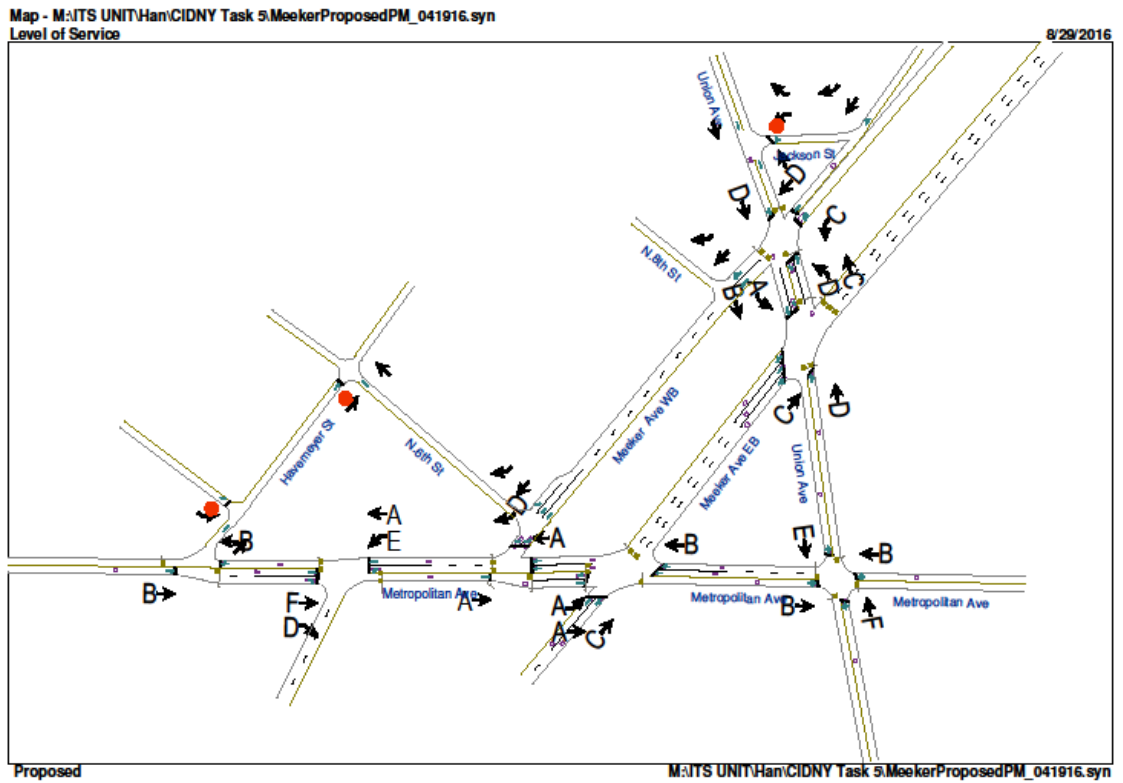 Map - M:\ITS UNIT\Han\CIDNY Task 5\MeekerProposedPM_041916.syn
Level of Service
8/29/2016
Union Ave
Jackson St
D
D
C
N.8th St
B
A
D
C
Meeker Ave WB
C
D
Havemeyer St
N.6th St
Meeker Ave EB
Union Ave
D
A
E
A
B
A
E
B
B
B
F
D
Metropolitan Ave
A
A
A
C
Metropolitan Ave
B
F
Metropolitan Ave
Proposed
M:\ITS UNIT\Han\CIDNY Task 5\MeekerProposedPM_041916.syn